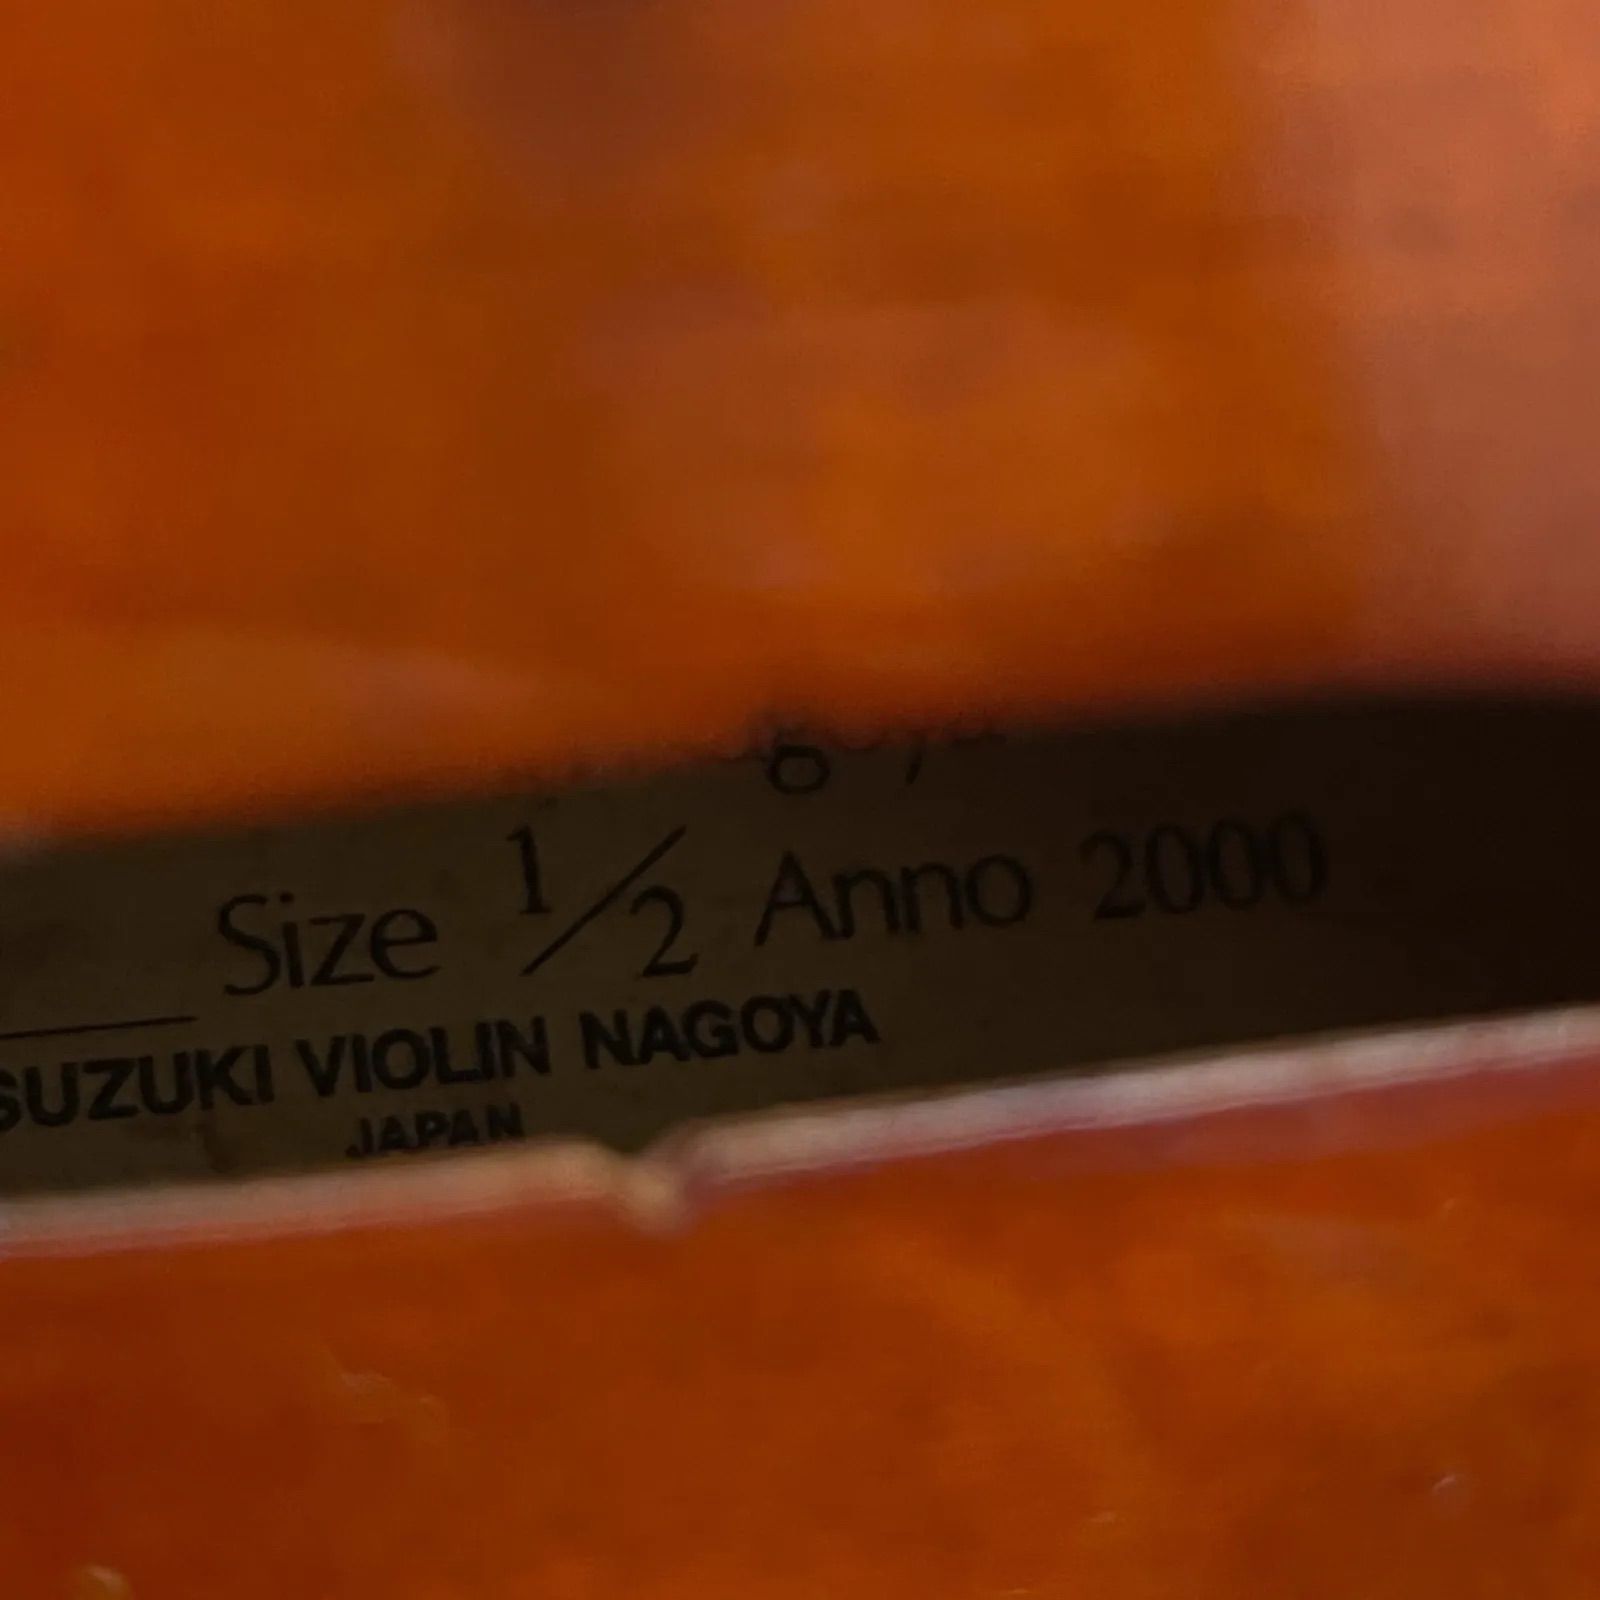 Size 1/2 Anno 2000
SUZUKI VIOLIN NAGOYA
JAPAN